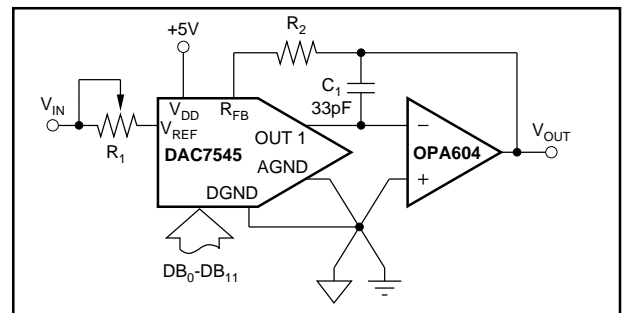 +5V
R2
C1
33pF
VIN
VDD
RFB
VREF
OUT 1
R1
DAC7545
AGND
DGND
–
+
OPA604
VOUT
DB0-DB11